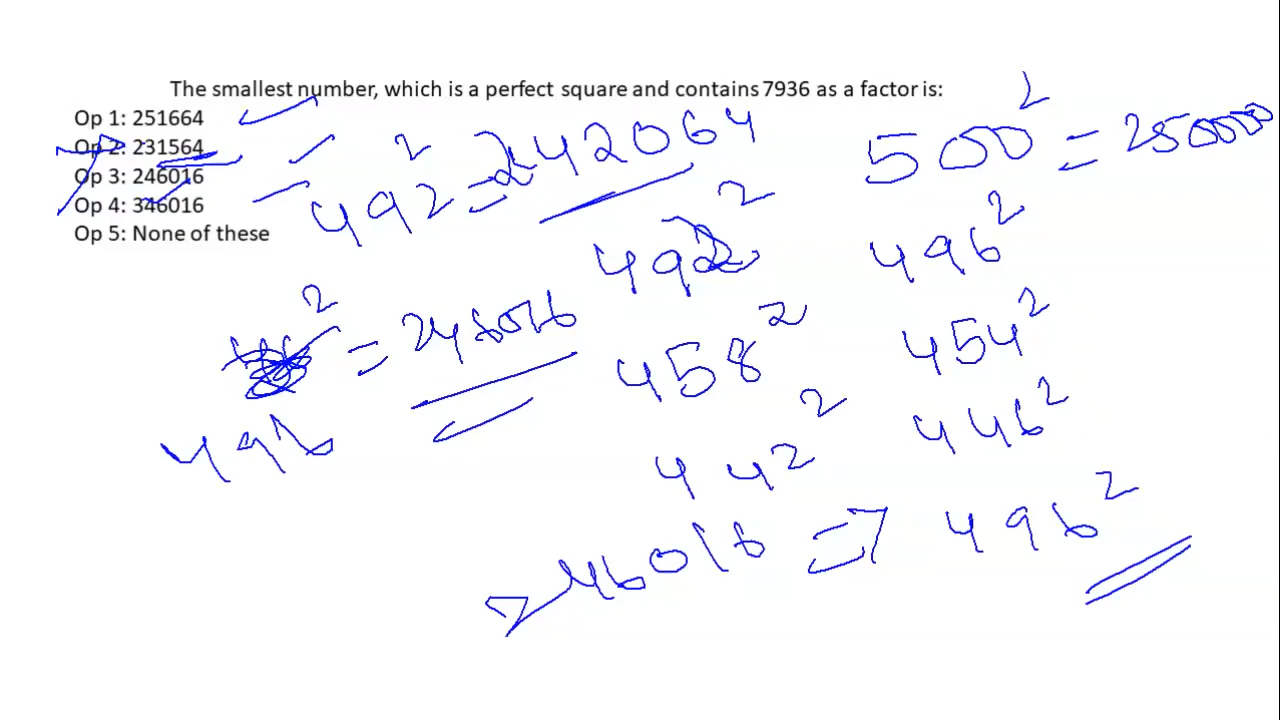 The smallest number, which is a perfect square and contains 7936 as a factor is:
Op 1: 251664
Op 2: 231564
Op 3: 246016
Op 4: 346016
Op 5: None of these
492² = 242064
500² = 250000
492²
496²
² = 246016
496
458²
454²
442²
446²
246016 => 496²